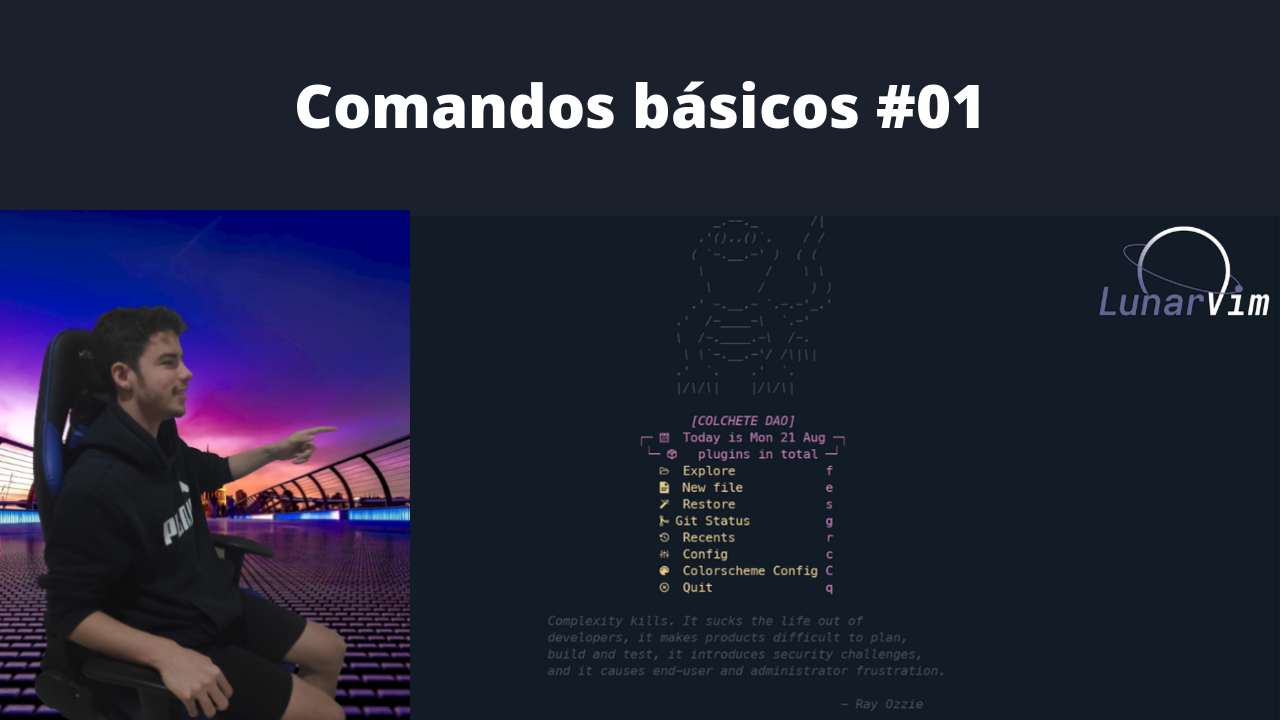 Comandos básicos #01
LunarVim
[COLCHETE DAO]
Today is Mon 21 Aug
plugins in total
Explore f
New file e
Restore s
Git Status g
Recents r
Config c
Colorscheme Config C
Quit q
Complexity kills. It sucks the life out of
developers, it makes products difficult to plan,
build and test, it introduces security challenges,
and it causes end-user and administrator frustration.
- Ray Ozzie